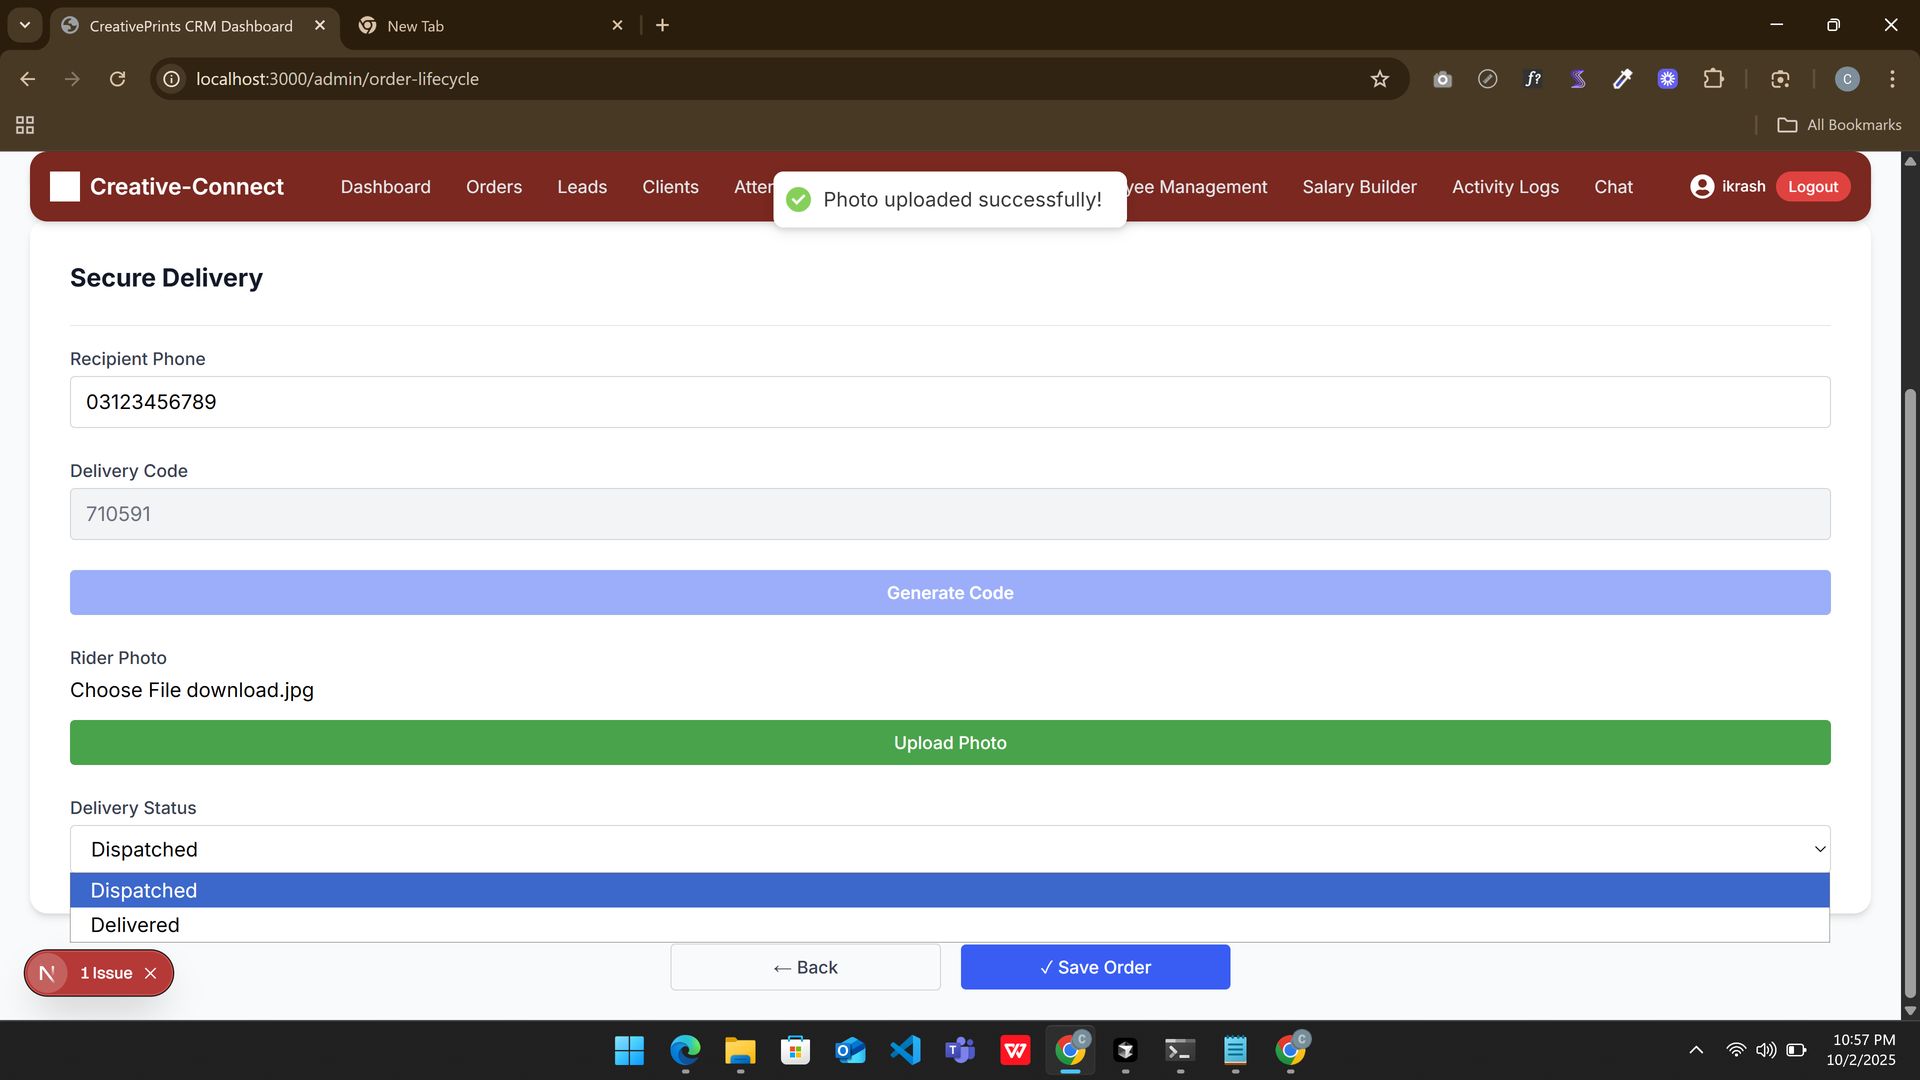 CreativePrints CRM Dashboard
New Tab
localhost:3000/admin/order-lifecycle
f?
C
All Bookmarks
Creative-Connect
Dashboard
Orders
Leads
Clients
Atten
yee Management
Salary Builder
Activity Logs
Chat
ikrash
Logout
Photo uploaded successfully!
Secure Delivery
Recipient Phone
03123456789
Delivery Code
710591
Generate Code
Rider Photo
Choose File download.jpg
Upload Photo
Delivery Status
Dispatched
Dispatched
Delivered
N
1 Issue
← Back
✓ Save Order
10:57 PM
10/2/2025